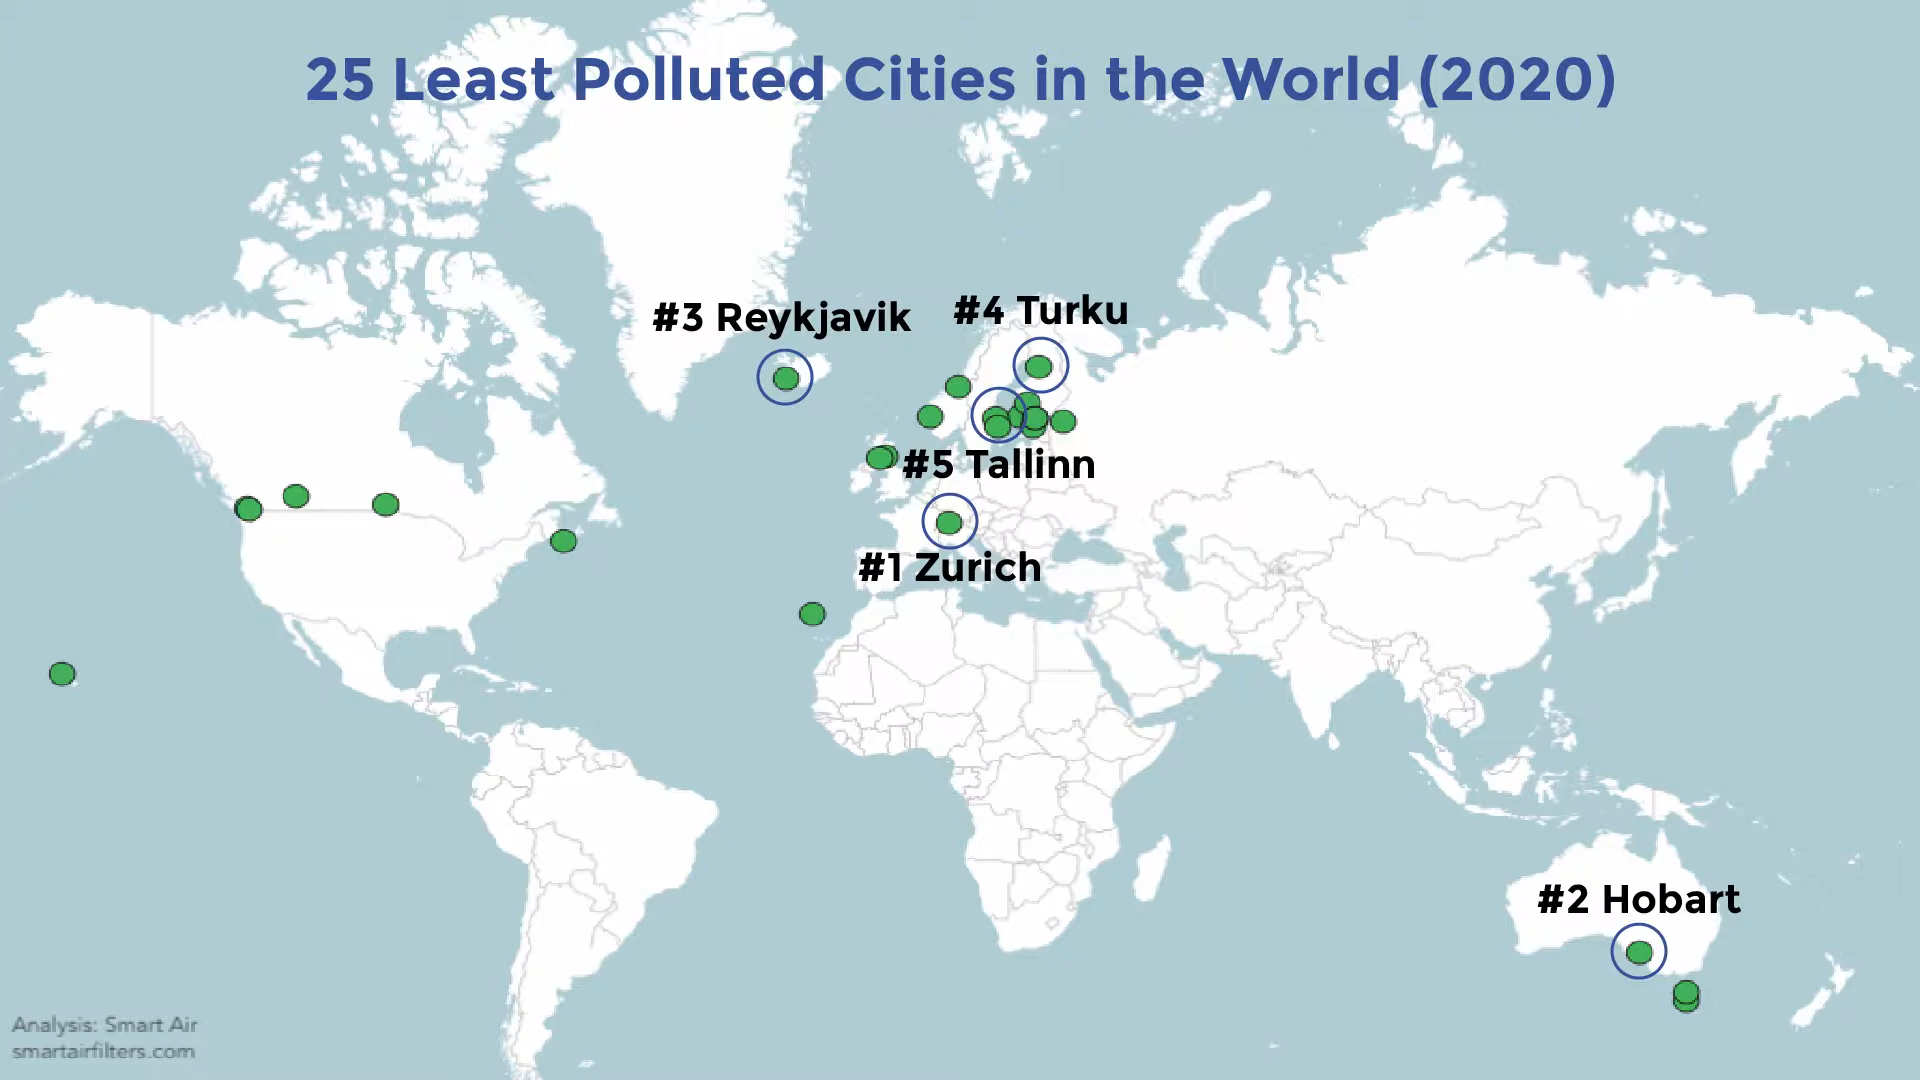 25 Least Polluted Cities in the World (2020)
#3 Reykjavik
#4 Turku
#5 Tallinn
#1 Zurich
#2 Hobart
Analysis: Smart Air
smartairfilters.com